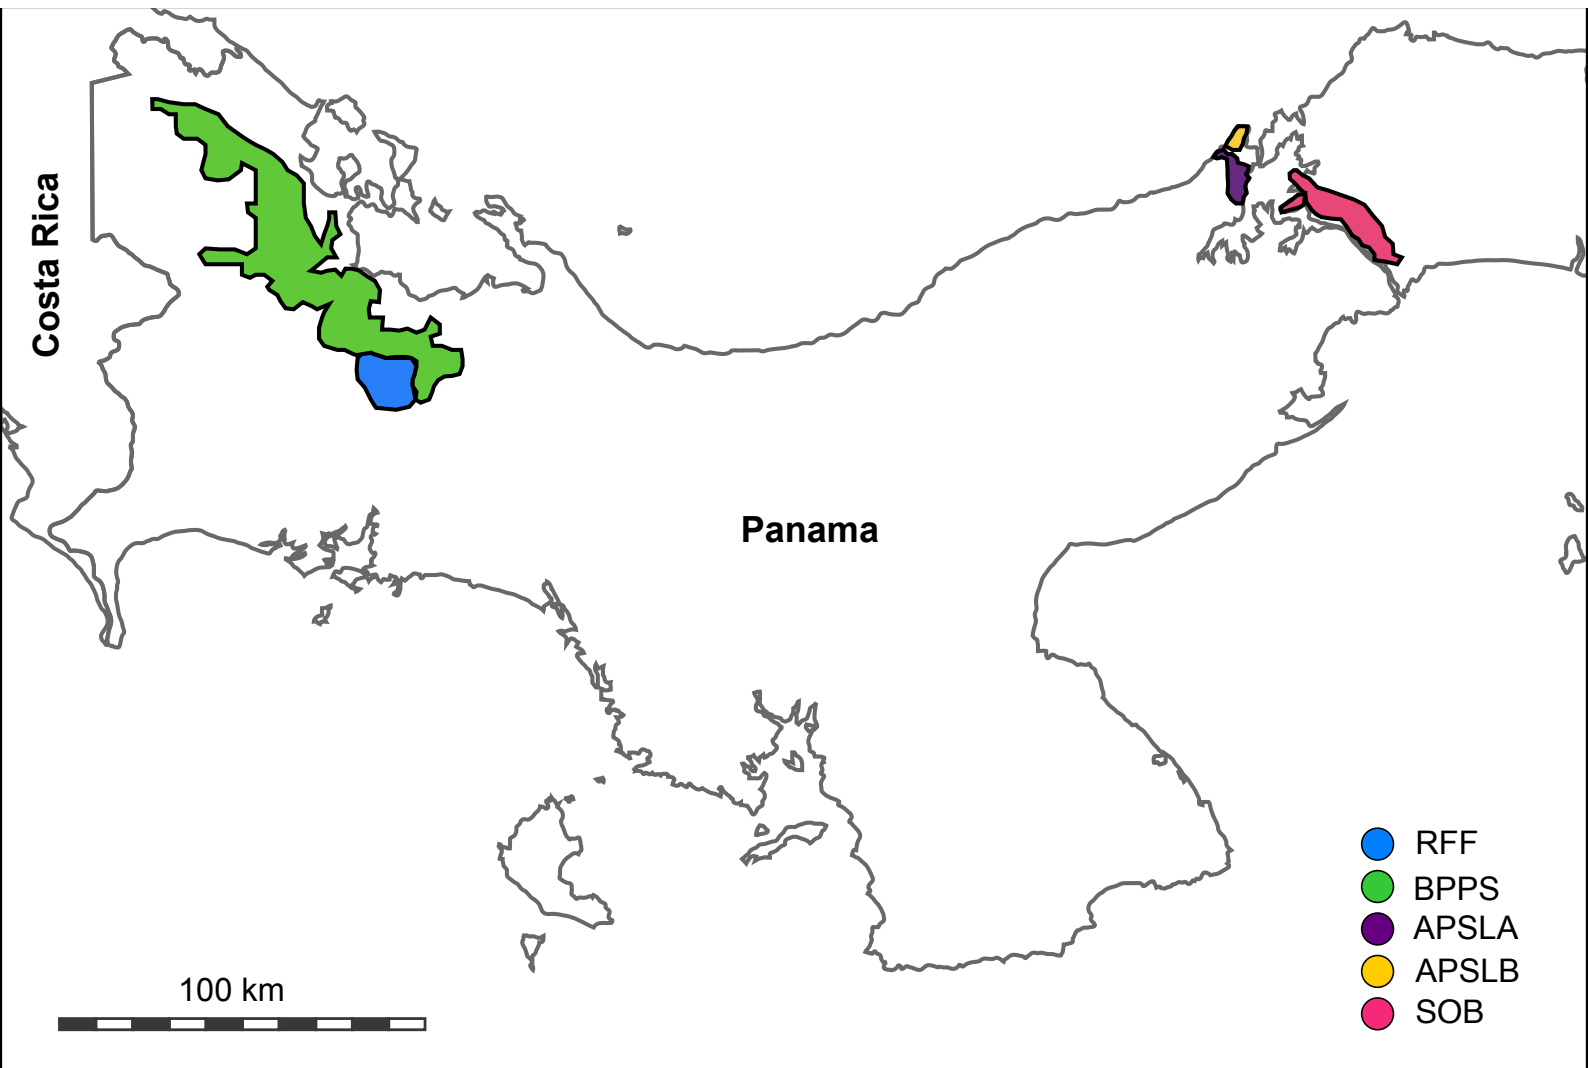 Costa Rica
Panama
RFF
BPPS
APSLA
APSLB
SOB
100 km